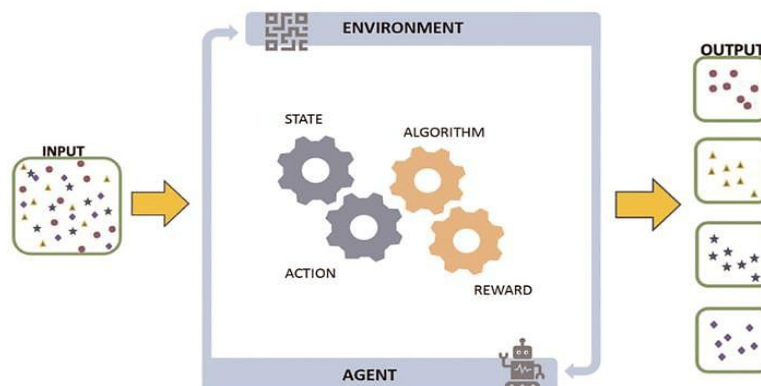 ENVIRONMENT
OUTPUT
STATE
ALGORITHM
INPUT
ACTION
REWARD
AGENT